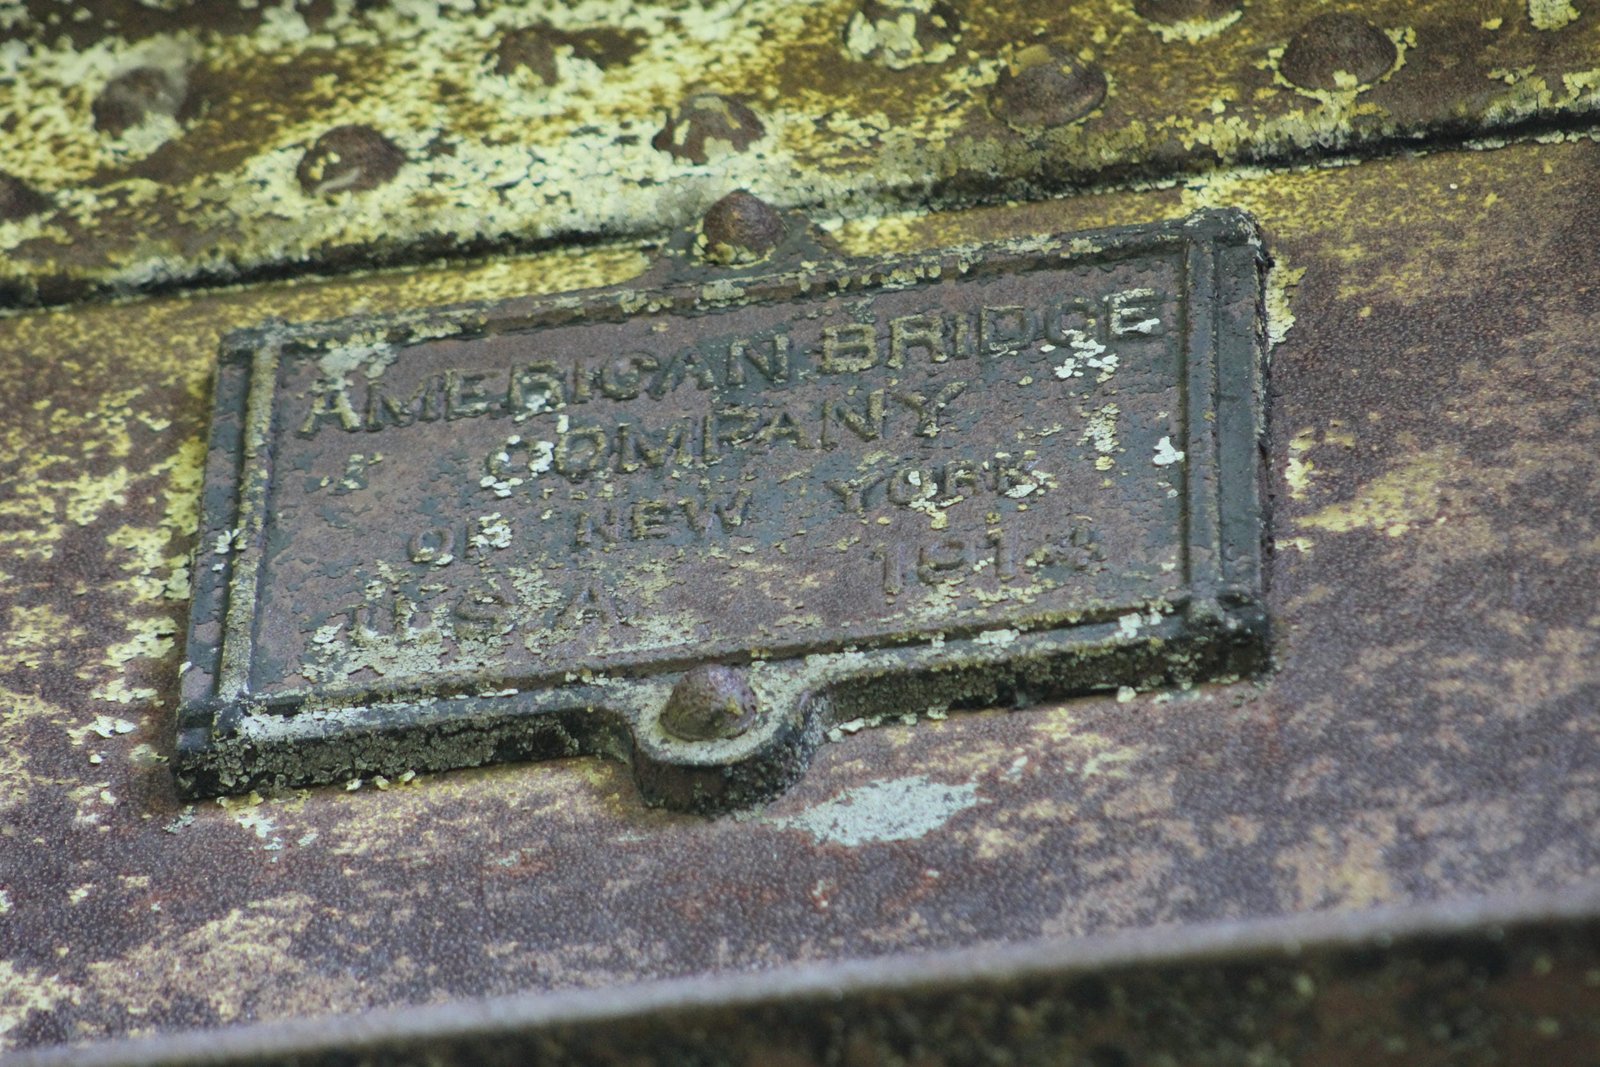 AMERICAN BRIDGE
COMPANY
OF NEW YORK
U.S.A. 1914